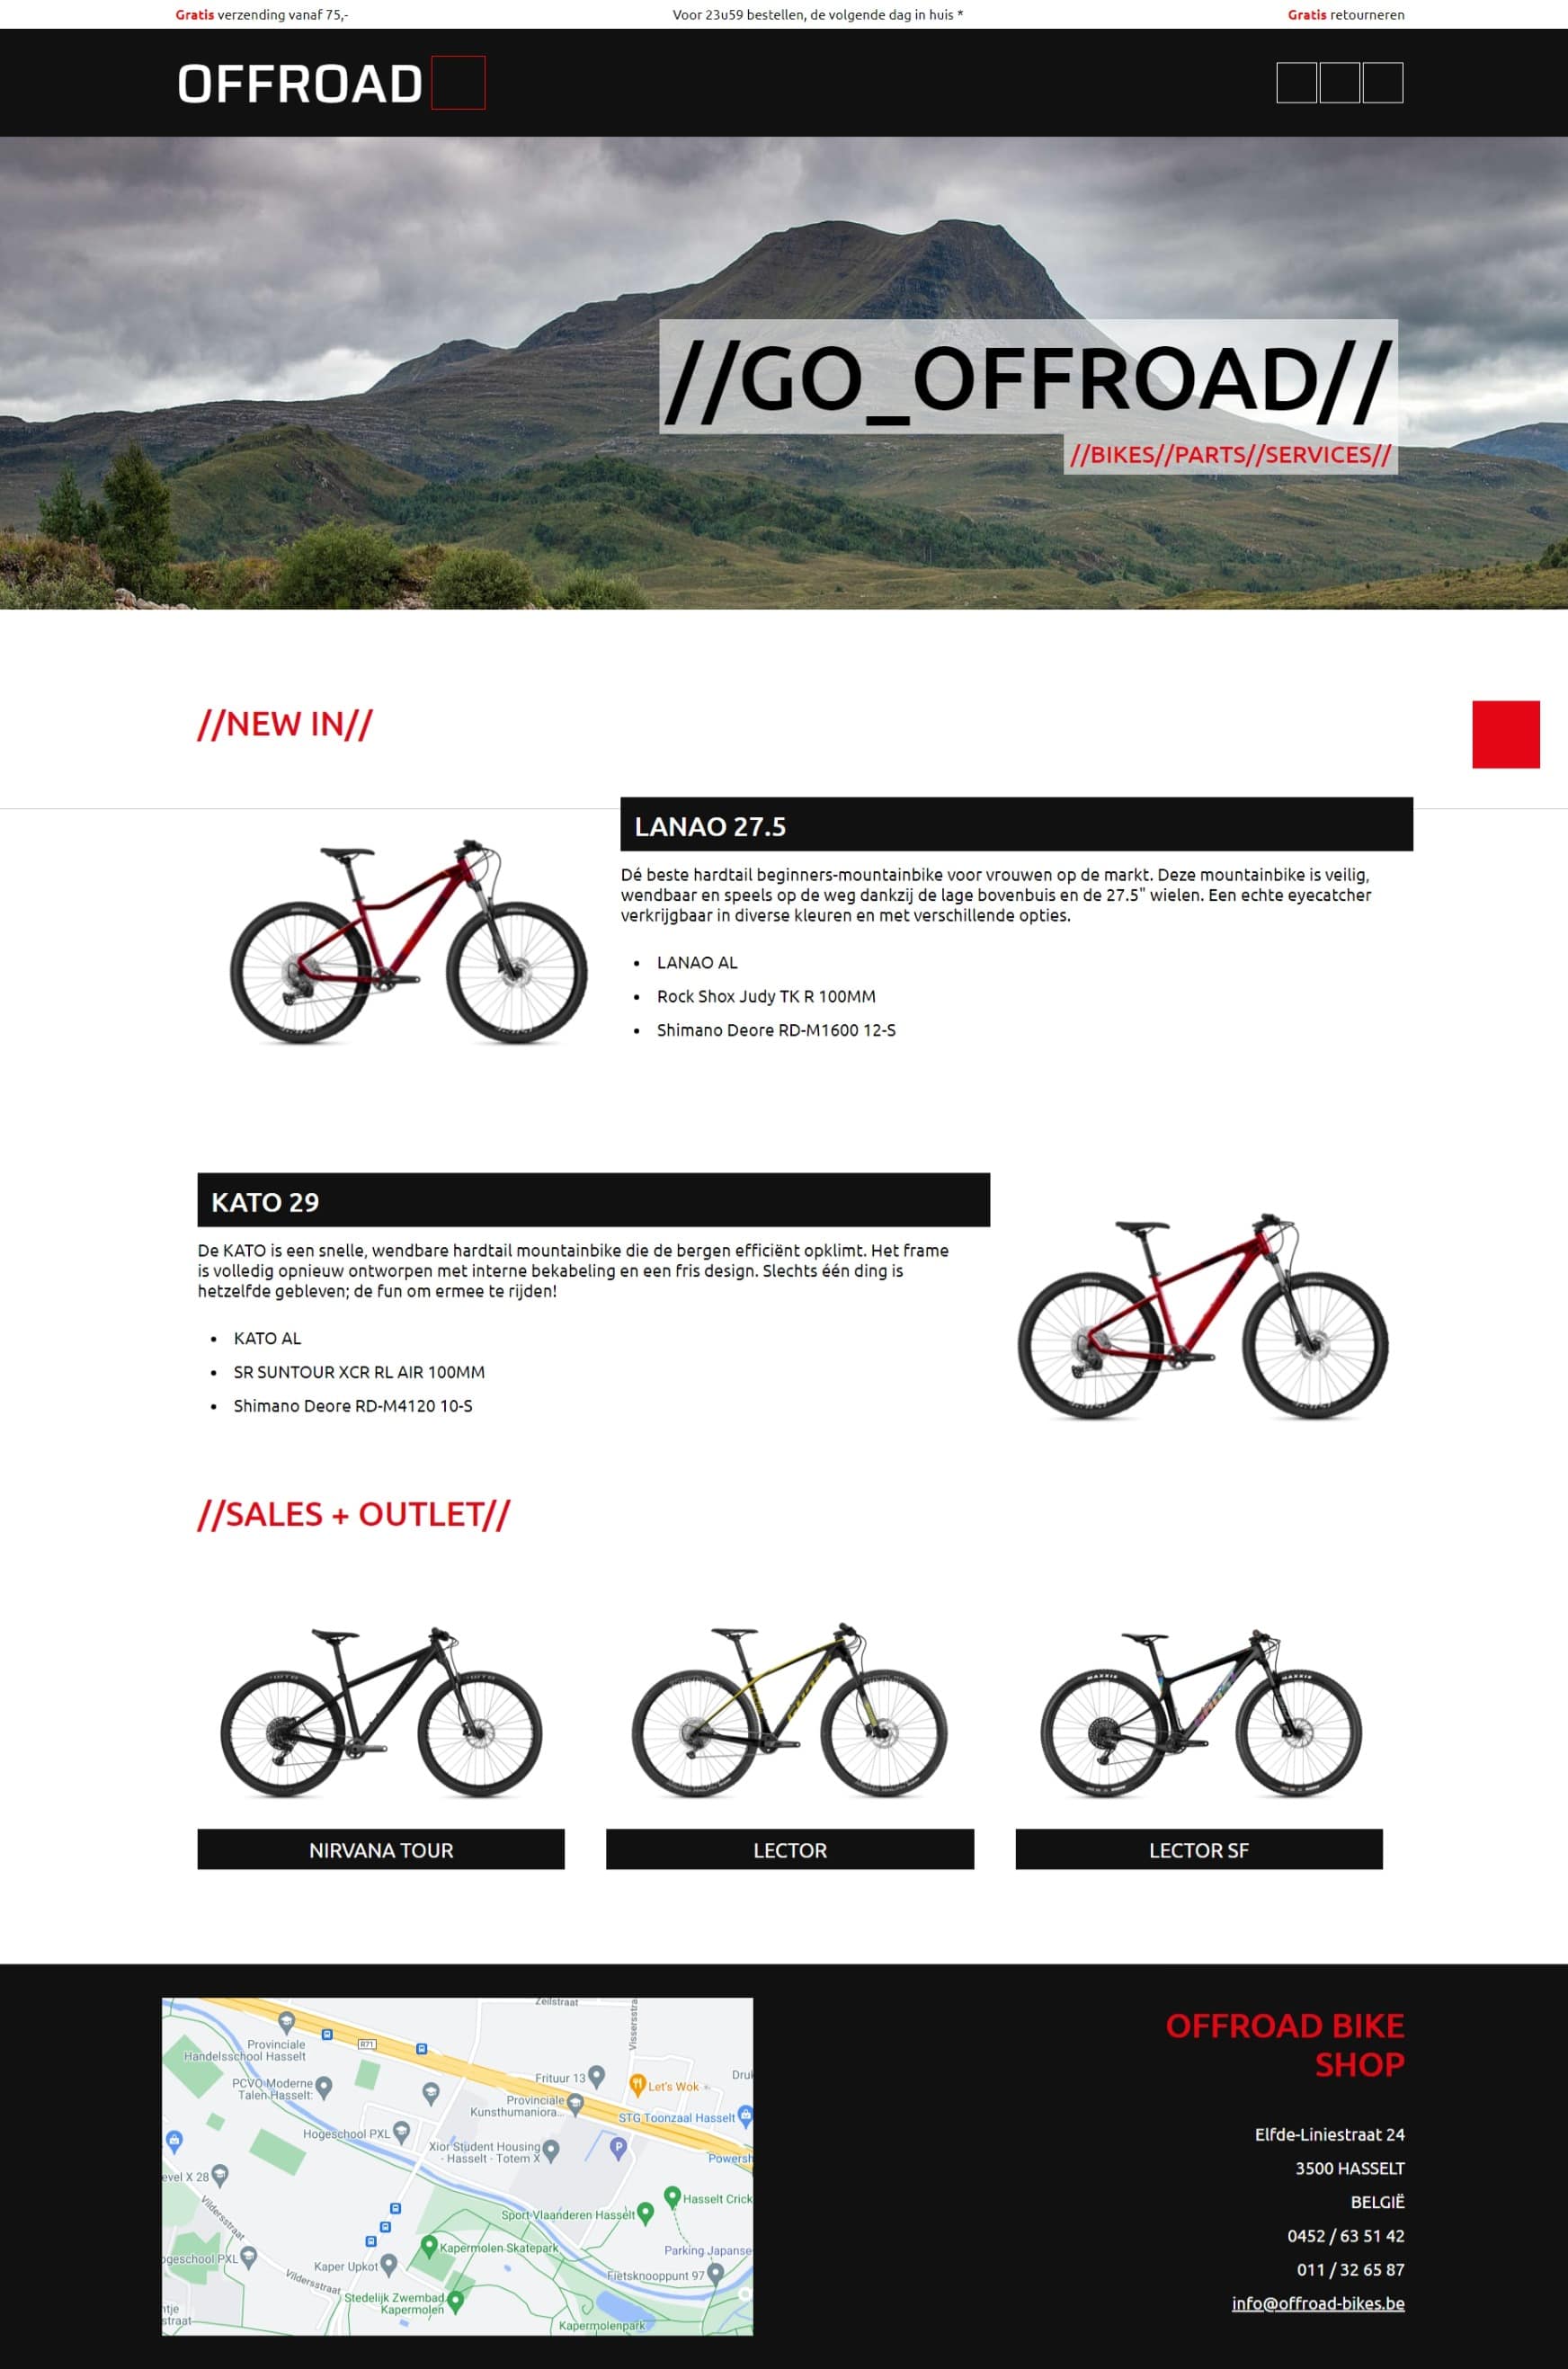 Gratis verzending vanaf 75,-
Voor 23u59 bestellen, de volgende dag in huis *
Gratis retourneren
OFFROAD
//GO_OFFROAD//
//BIKES//PARTS//SERVICES//
//NEW IN//
LANAO 27.5
Dé beste hardtail beginners-mountainbike voor vrouwen op de markt. Deze mountainbike is veilig,
wendbaar en speels op de weg dankzij de lage bovenbuis en de 27.5" wielen. Een echte eyecatcher
verkrijgbaar in diverse kleuren en met verschillende opties.
• LANAO AL
• Rock Shox Judy TK R 100MM
• Shimano Deore RD-M1600 12-S
KATO 29
De KATO is een snelle, wendbare hardtail mountainbike die de bergen efficiënt opklimt. Het frame
is volledig opnieuw ontworpen met interne bekabeling en een fris design. Slechts één ding is
hetzelfde gebleven; de fun om ermee te rijden!
• KATO AL
• SR SUNTOUR XCR RL AIR 100MM
• Shimano Deore RD-M4120 10-S
//SALES + OUTLET//
MAXXIS
MAXXIS
NIRVANA TOUR
LECTOR
LECTOR SF
Zeilstraat
Vissersstra
Provinciale
Handelsschool Hasselt
R71
PCVO Moderne
Talen Hasselt:
Frituur 13
Let's Wok
Druk
Provinciale
Kunsthumaniora...
STG Toonzaal Hasselt
Hogeschool PXL
Xior Student Housing
- Hasselt - Totem X
P
Powersh
evel X 28
Vildersstraat
Hasselt Crick
Sport Vlaanderen Hasselt
Kapermolen Skatepark
Parking Japanse
ogeschool PXL
Kaper Upkot
Fietsknooppunt 97
Vildersstraat
Stedelijk Zwembad
Kapermolen
ntje
straat
Kapermolenpark
OFFROAD BIKE
SHOP
Elfde-Liniestraat 24
3500 HASSELT
BELGIË
0452 / 63 51 42
011 / 32 65 87
info@offroad-bikes.be